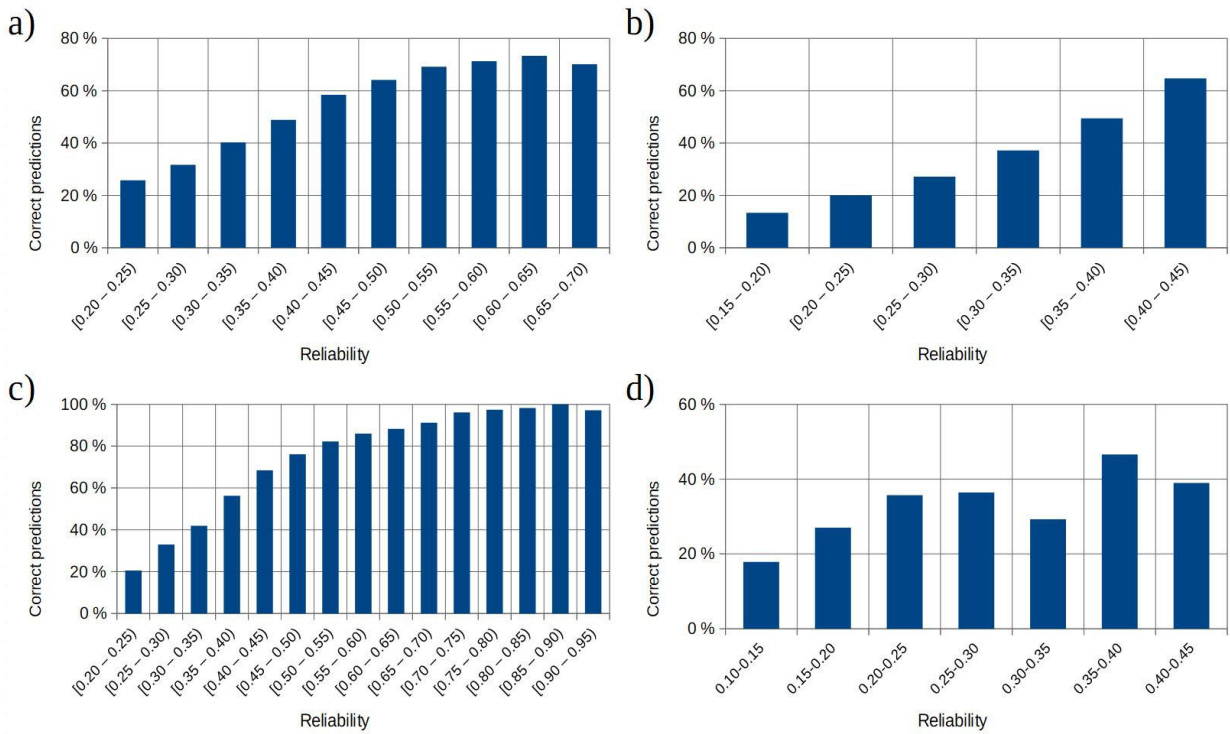 a)
80 %
60 %
40 %
20 %
0 %
Correct predictions
[0.20 – 0.25)
[0.25 – 0.30)
[0.30 – 0.35)
[0.35 – 0.40)
[0.40 – 0.45)
[0.45 – 0.50)
[0.50 – 0.55)
[0.55 – 0.60)
[0.60 – 0.65)
[0.65 – 0.70)
Reliability
b)
80 %
60 %
40 %
20 %
0 %
Correct predictions
[0.15 – 0.20)
[0.20 – 0.25)
[0.25 – 0.30)
[0.30 – 0.35)
[0.35 – 0.40)
[0.40 – 0.45)
Reliability
c)
100 %
80 %
60 %
40 %
20 %
0 %
Correct predictions
[0.20 – 0.25)
[0.25 – 0.30)
[0.30 – 0.35)
[0.35 – 0.40)
[0.40 – 0.45)
[0.45 – 0.50)
[0.50 – 0.55)
[0.55 – 0.60)
[0.60 – 0.65)
[0.65 – 0.70)
[0.70 – 0.75)
[0.75 – 0.80)
[0.80 – 0.85)
[0.85 – 0.90)
[0.90 – 0.95)
Reliability
d)
60 %
40 %
20 %
0 %
Correct predictions
0.10-0.15
0.15-0.20
0.20-0.25
0.25-0.30
0.30-0.35
0.35-0.40
0.40-0.45
Reliability